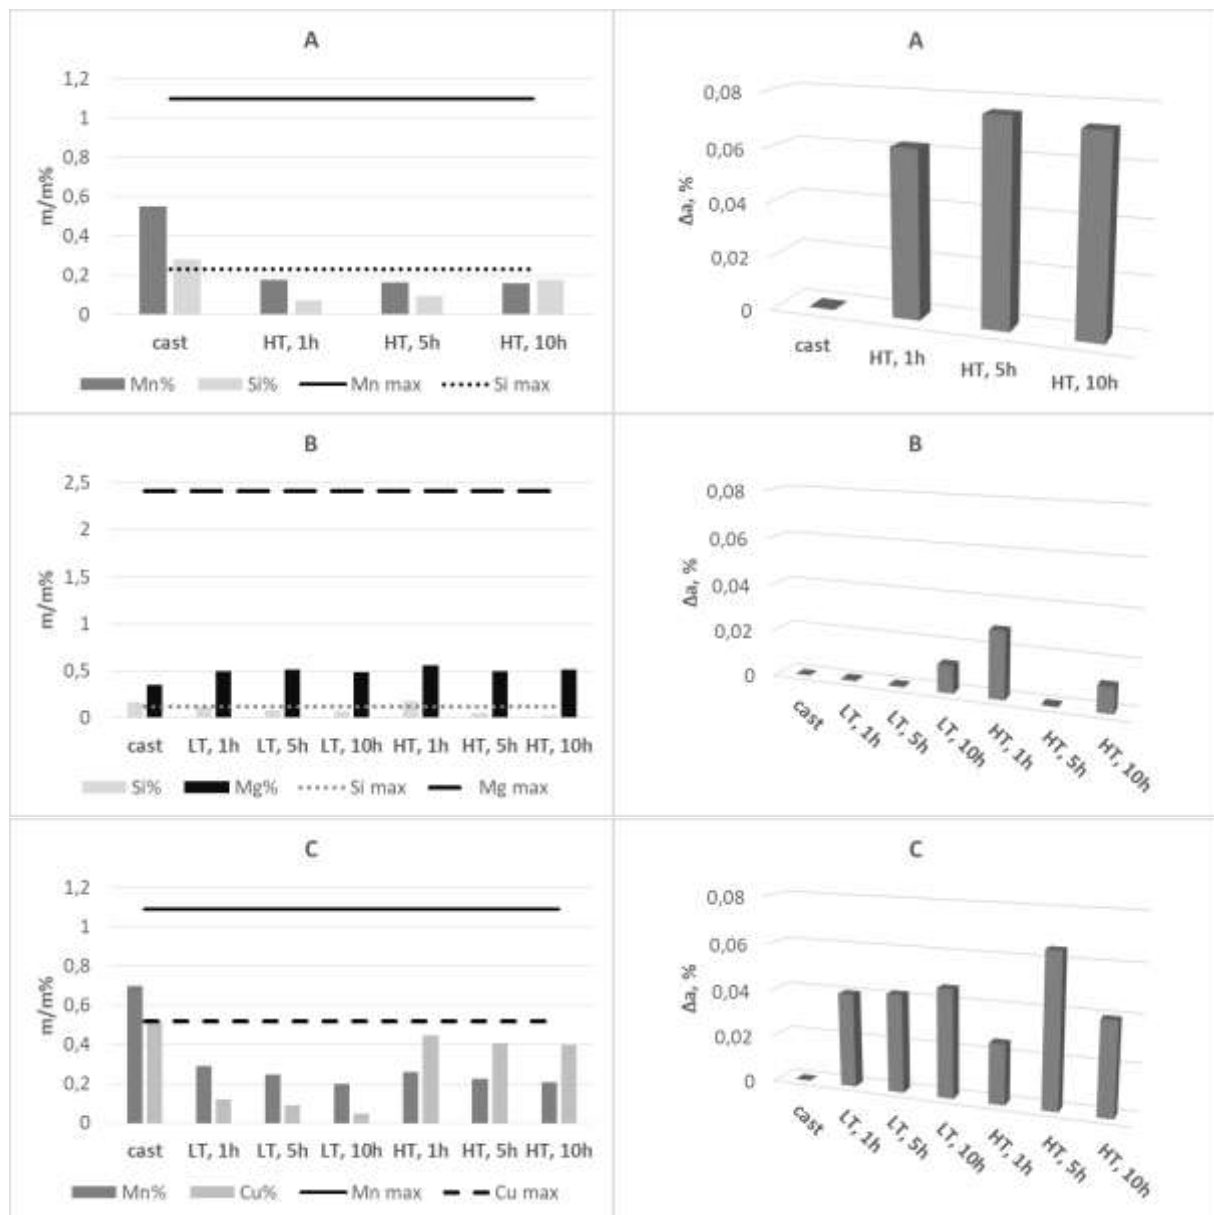 A
1,2
1
0,8
0,6
0,4
0,2
0
m/m%
cast HT, 1h HT, 5h HT, 10h
Mn% Si% Mn max Si max
A
0,08
0,06
0,04
0,02
0
Δa, %
cast HT, 1h HT, 5h HT, 10h
B
2,5
2
1,5
1
0,5
0
m/m%
cast LT, 1h LT, 5h LT, 10h HT, 1h HT, 5h HT, 10h
Si% Mg% Si max Mg max
B
0,08
0,06
0,04
0,02
0
Δa, %
cast LT, 1h LT, 5h LT, 10h HT, 1h HT, 5h HT, 10h
C
1,2
1
0,8
0,6
0,4
0,2
0
m/m%
cast LT, 1h LT, 5h LT, 10h HT, 1h HT, 5h HT, 10h
Mn% Cu% Mn max Cu max
C
0,08
0,06
0,04
0,02
0
Δa, %
cast LT, 1h LT, 5h LT, 10h HT, 1h HT, 5h HT, 10h